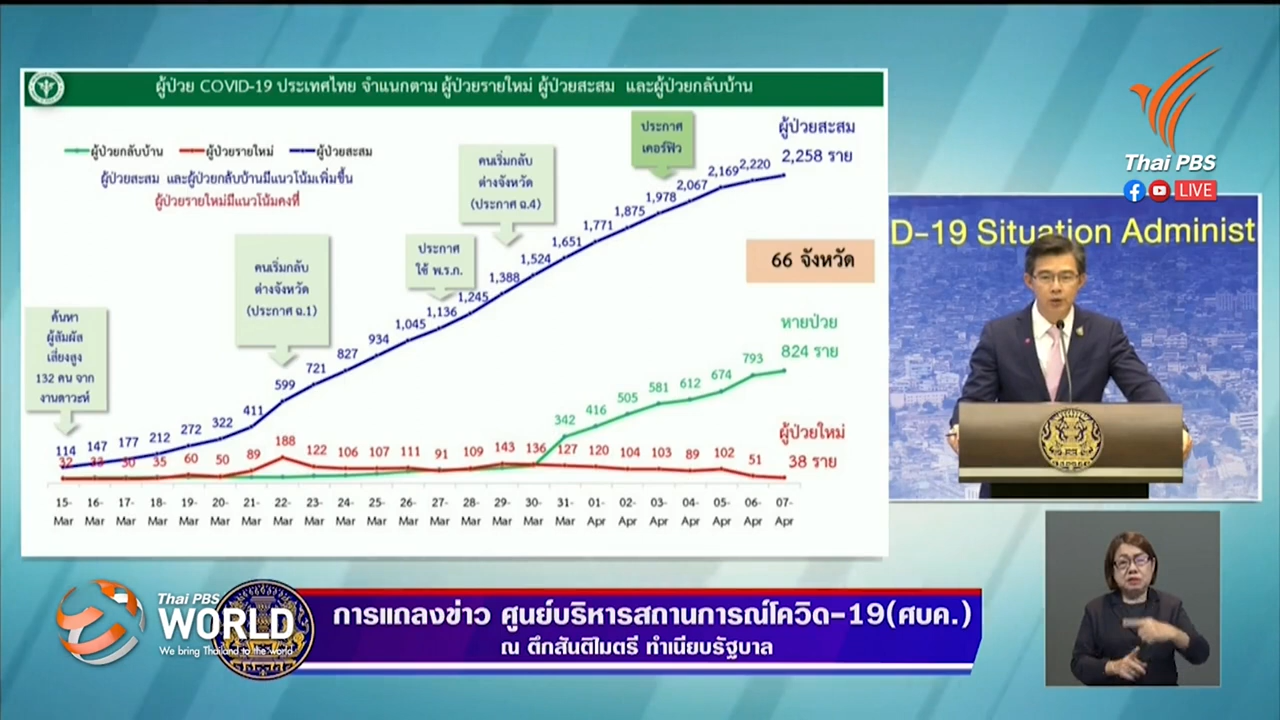 ผู้ป่วย COVID-19 ประเทศไทย จำแนกตาม ผู้ป่วยรายใหม่ ผู้ป่วยสะสม และผู้ป่วยกลับบ้าน
ผู้ป่วยกลับบ้าน ผู้ป่วยรายใหม่ ผู้ป่วยสะสม
ผู้ป่วยสะสม และผู้ป่วยกลับบ้านมีแนวโน้มเพิ่มขึ้น
ผู้ป่วยรายใหม่มีแนวโน้มคงที่
ค้นหา
ผู้สัมผัส
เสี่ยงสูง
132 คน จาก
งานดาวะห์
คนเริ่มกลับ
ต่างจังหวัด
(ประกาศ ฉ.1)
ประกาศ
ใช้ พ.ร.ก.
คนเริ่มกลับ
ต่างจังหวัด
(ประกาศ ฉ.4)
ประกาศ
เคอร์ฟิว
ผู้ป่วยสะสม
2,258 ราย
66 จังหวัด
หายป่วย
824 ราย
ผู้ป่วยใหม่
38 ราย
114 147 177 212 272 322 411 599 721 827 934 1,045 1,136 1,245 1,388 1,524 1,651 1,771 1,875 1,978 2,067 2,169 2,220
342 416 505 581 612 674 793
32 33 30 35 60 50 89 188 122 106 107 111 91 109 143 136 127 120 104 103 89 102 51
15- 16- 17- 18- 19- 20- 21- 22- 23- 24- 25- 26- 27- 28- 29- 30- 31- 01- 02- 03- 04- 05- 06- 07-
Mar Mar Mar Mar Mar Mar Mar Mar Mar Mar Mar Mar Mar Mar Mar Mar Mar Apr Apr Apr Apr Apr Apr Apr
Thai PBS
LIVE
D-19 Situation Administ
Thai PBS
WORLD
We bring Thailand to the world
การแถลงข่าว ศูนย์บริหารสถานการณ์โควิด-19(ศบค.)
ณ ตึกสันติไมตรี ทำเนียบรัฐบาล